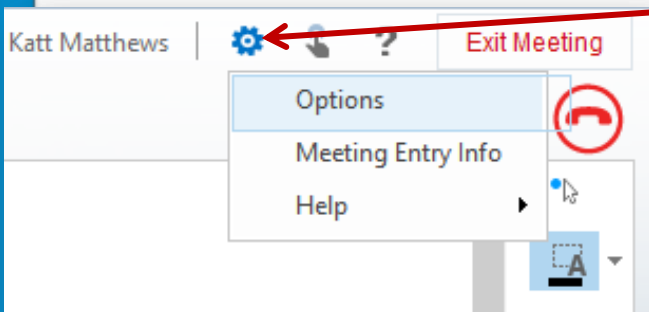 Katt Matthews ? Exit Meeting
Options
Meeting Entry Info
Help
A